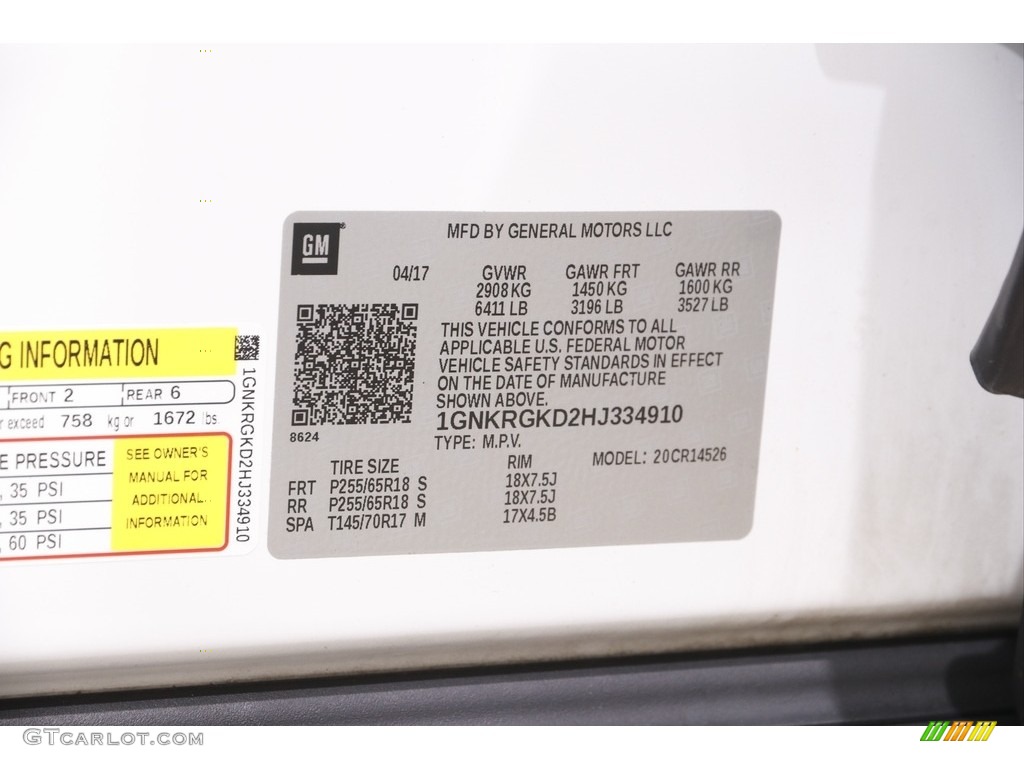 GM
MFD BY GENERAL MOTORS LLC
04/17 GVWR GAWR FRT GAWR RR
2908 KG 1450 KG 1600 KG
6411 LB 3196 LB 3527 LB
THIS VEHICLE CONFORMS TO ALL
APPLICABLE U.S. FEDERAL MOTOR
VEHICLE SAFETY STANDARDS IN EFFECT
ON THE DATE OF MANUFACTURE
SHOWN ABOVE.
1GNKRGKD2HJ334910
8624
TYPE: M.P.V.
TIRE SIZE RIM MODEL: 20CR14526
FRT P255/65R18 S 18X7.5J
RR P255/65R18 S 18X7.5J
SPA T145/70R17 M 17X4.5B
G INFORMATION
FRONT 2 REAR 6
r exceed 758 kg or 1672 lbs
E PRESSURE
, 35 PSI
, 35 PSI
, 60 PSI
SEE OWNER'S
MANUAL FOR
ADDITIONAL
INFORMATION
1GNKRGKD2HJ334910
GTcarlot.com